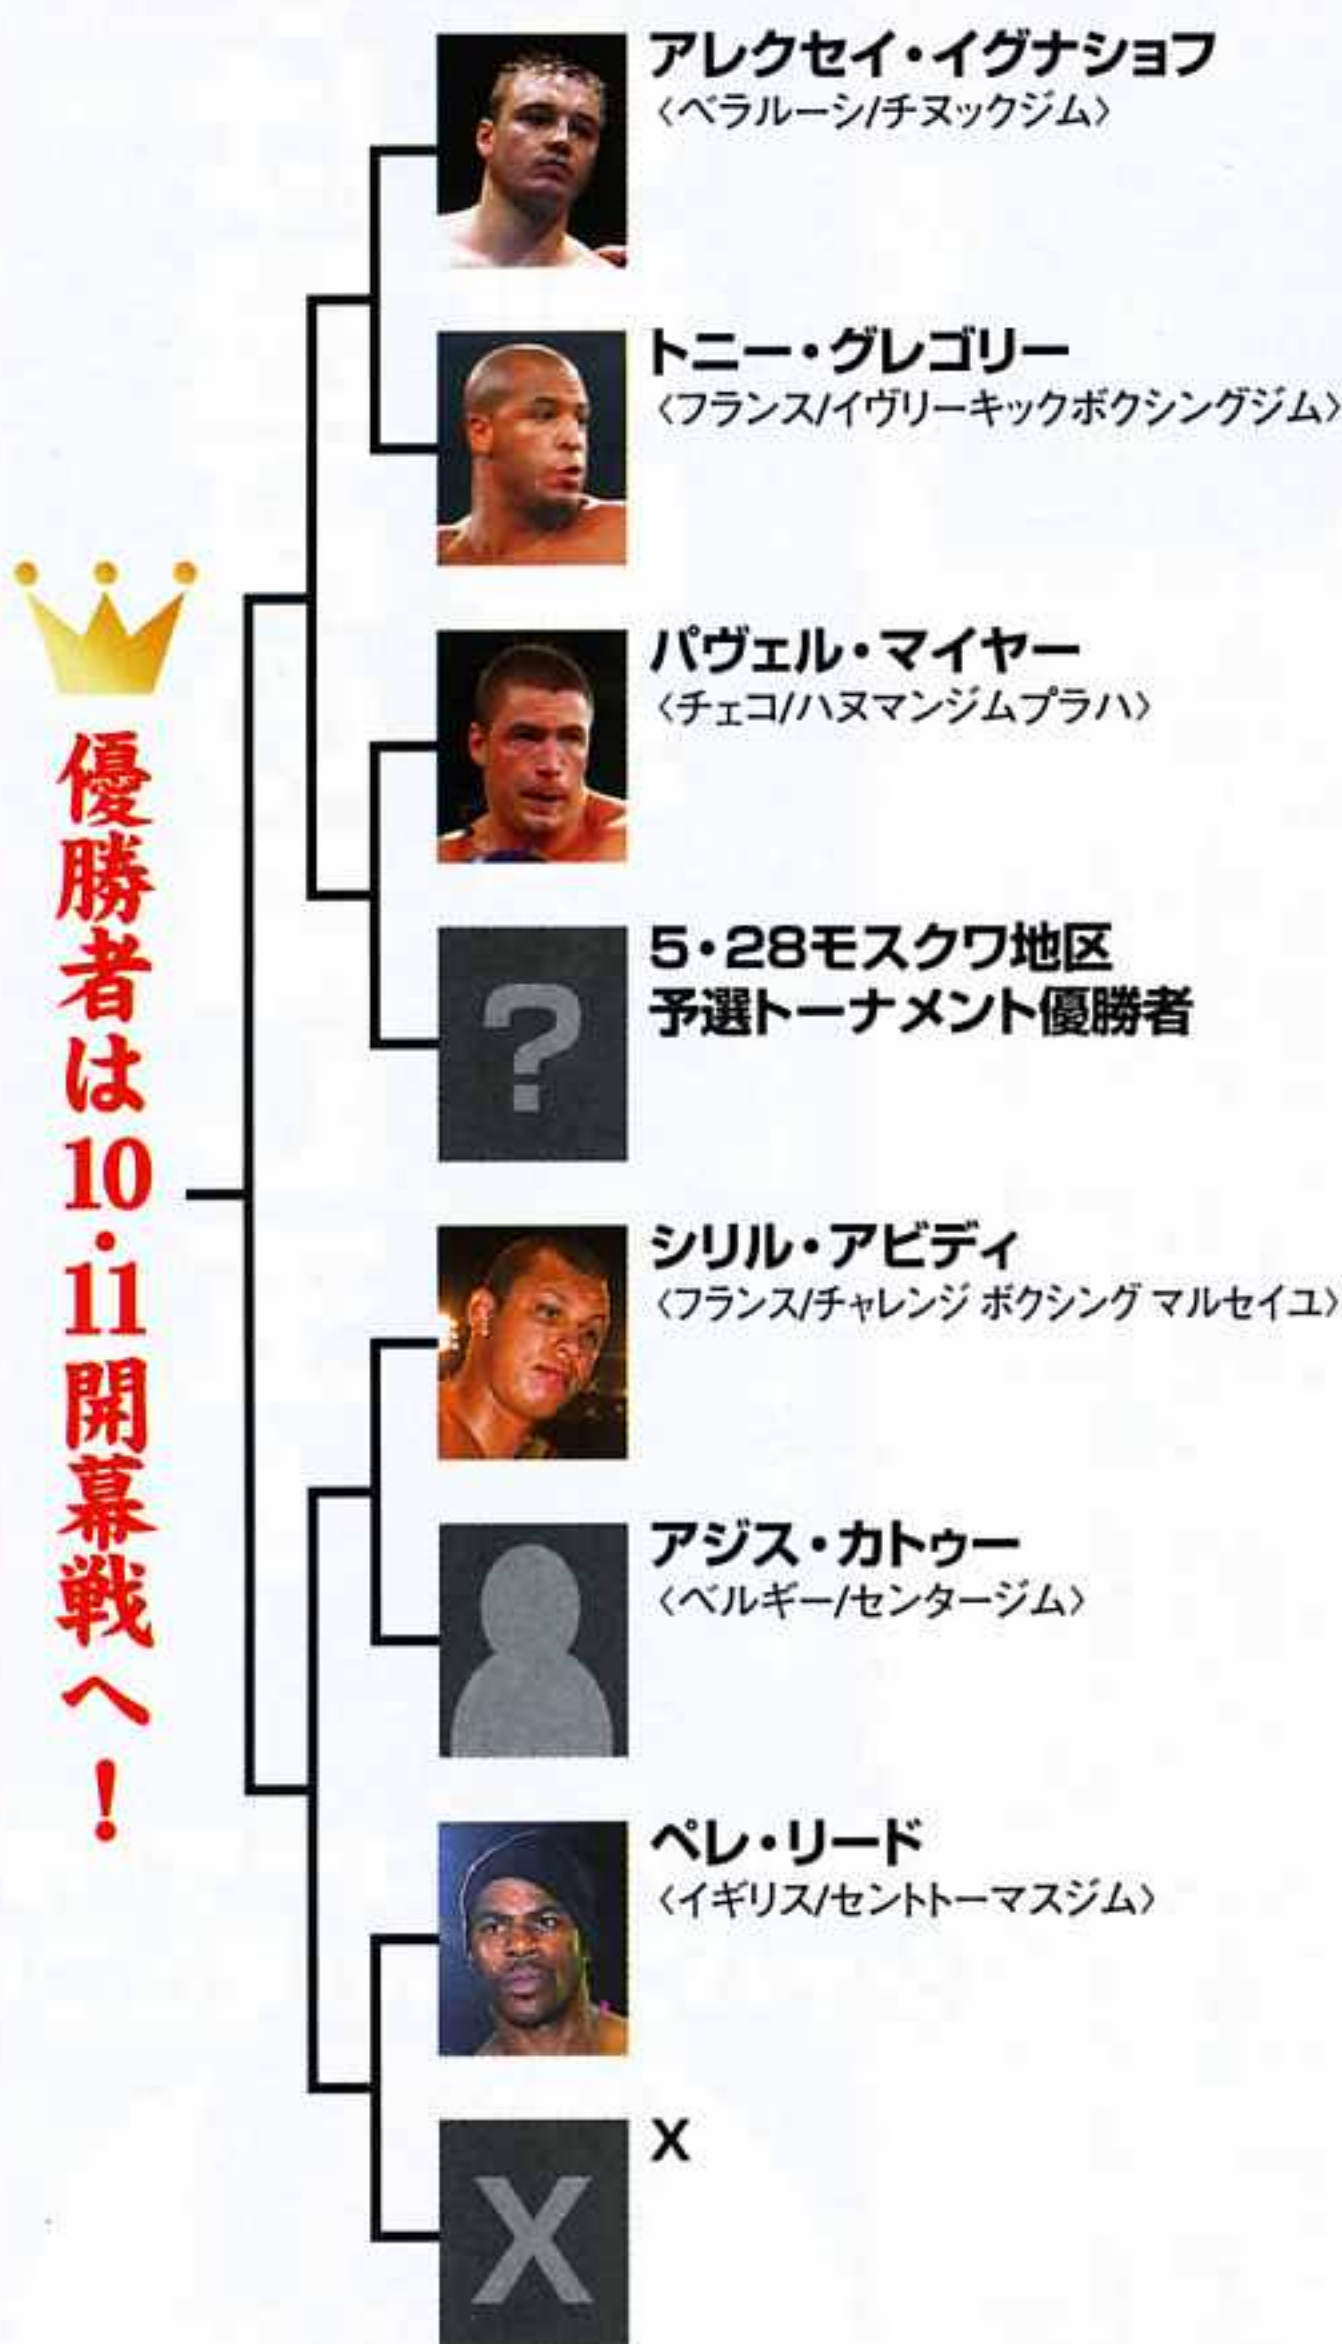 アレクセイ・イグナショフ
〈ベラルーシ/チヌックジム〉
トニー・グレゴリー
〈フランス/イヴリーキックボクシングジム〉
パヴェル・マイヤー
〈チェコ/ハヌマンジムプラハ〉
?
5・28モスクワ地区
予選トーナメント優勝者
シリル・アビディ
〈フランス/チャレンジ ボクシング マルセイユ〉
アジス・カトゥー
〈ベルギー/センタージム〉
ペレ・リード
〈イギリス/セントトーマスジム〉
X
X
優勝者は10・11開幕戦へ!